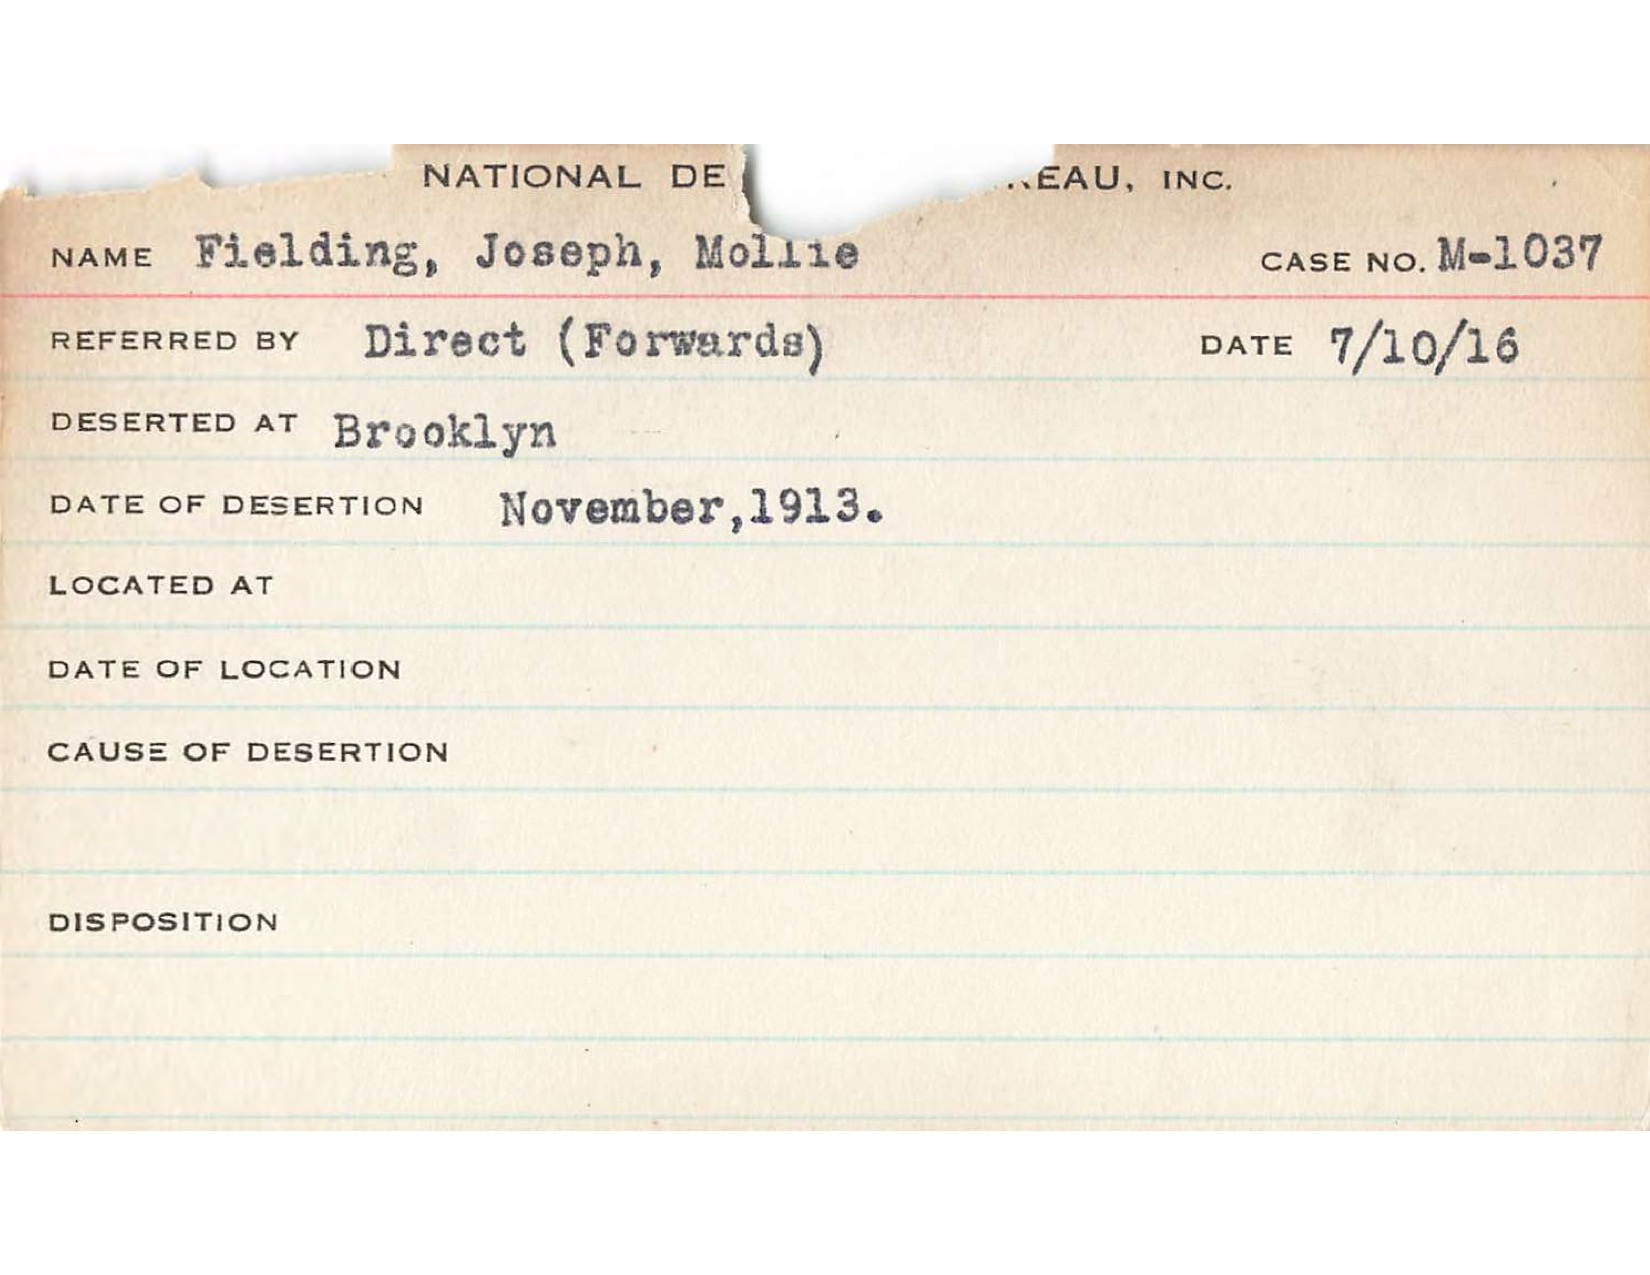 NATIONAL DE EAU, INC.
NAME Fielding, Joseph, Mollie CASE NO. M-1037
REFERRED BY Direct (Forwards) DATE 7/10/16
DESERTED AT Brooklyn
DATE OF DESERTION November,1913.
LOCATED AT
DATE OF LOCATION
CAUSE OF DESERTION
DISPOSITION